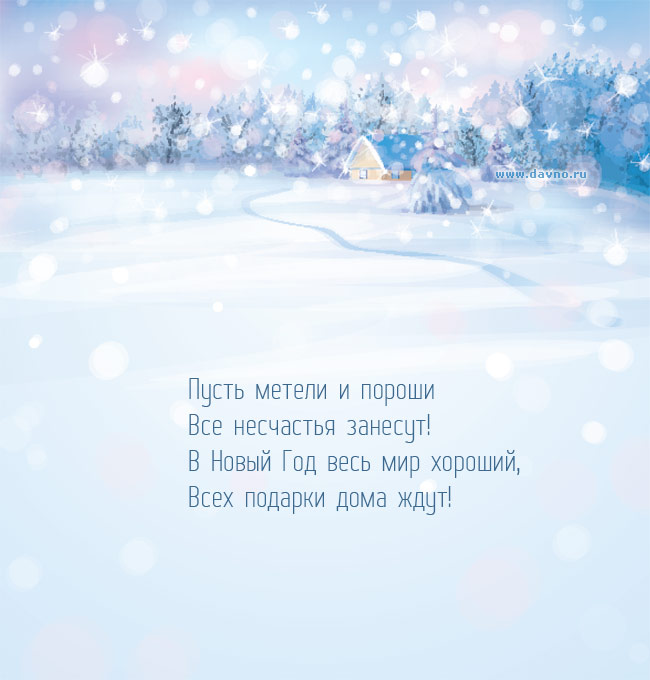 www.davno.ru
Пусть метели и пороши
Все несчастья занесут!
В Новый Год весь мир хороший,
Всех подарки дома ждут!